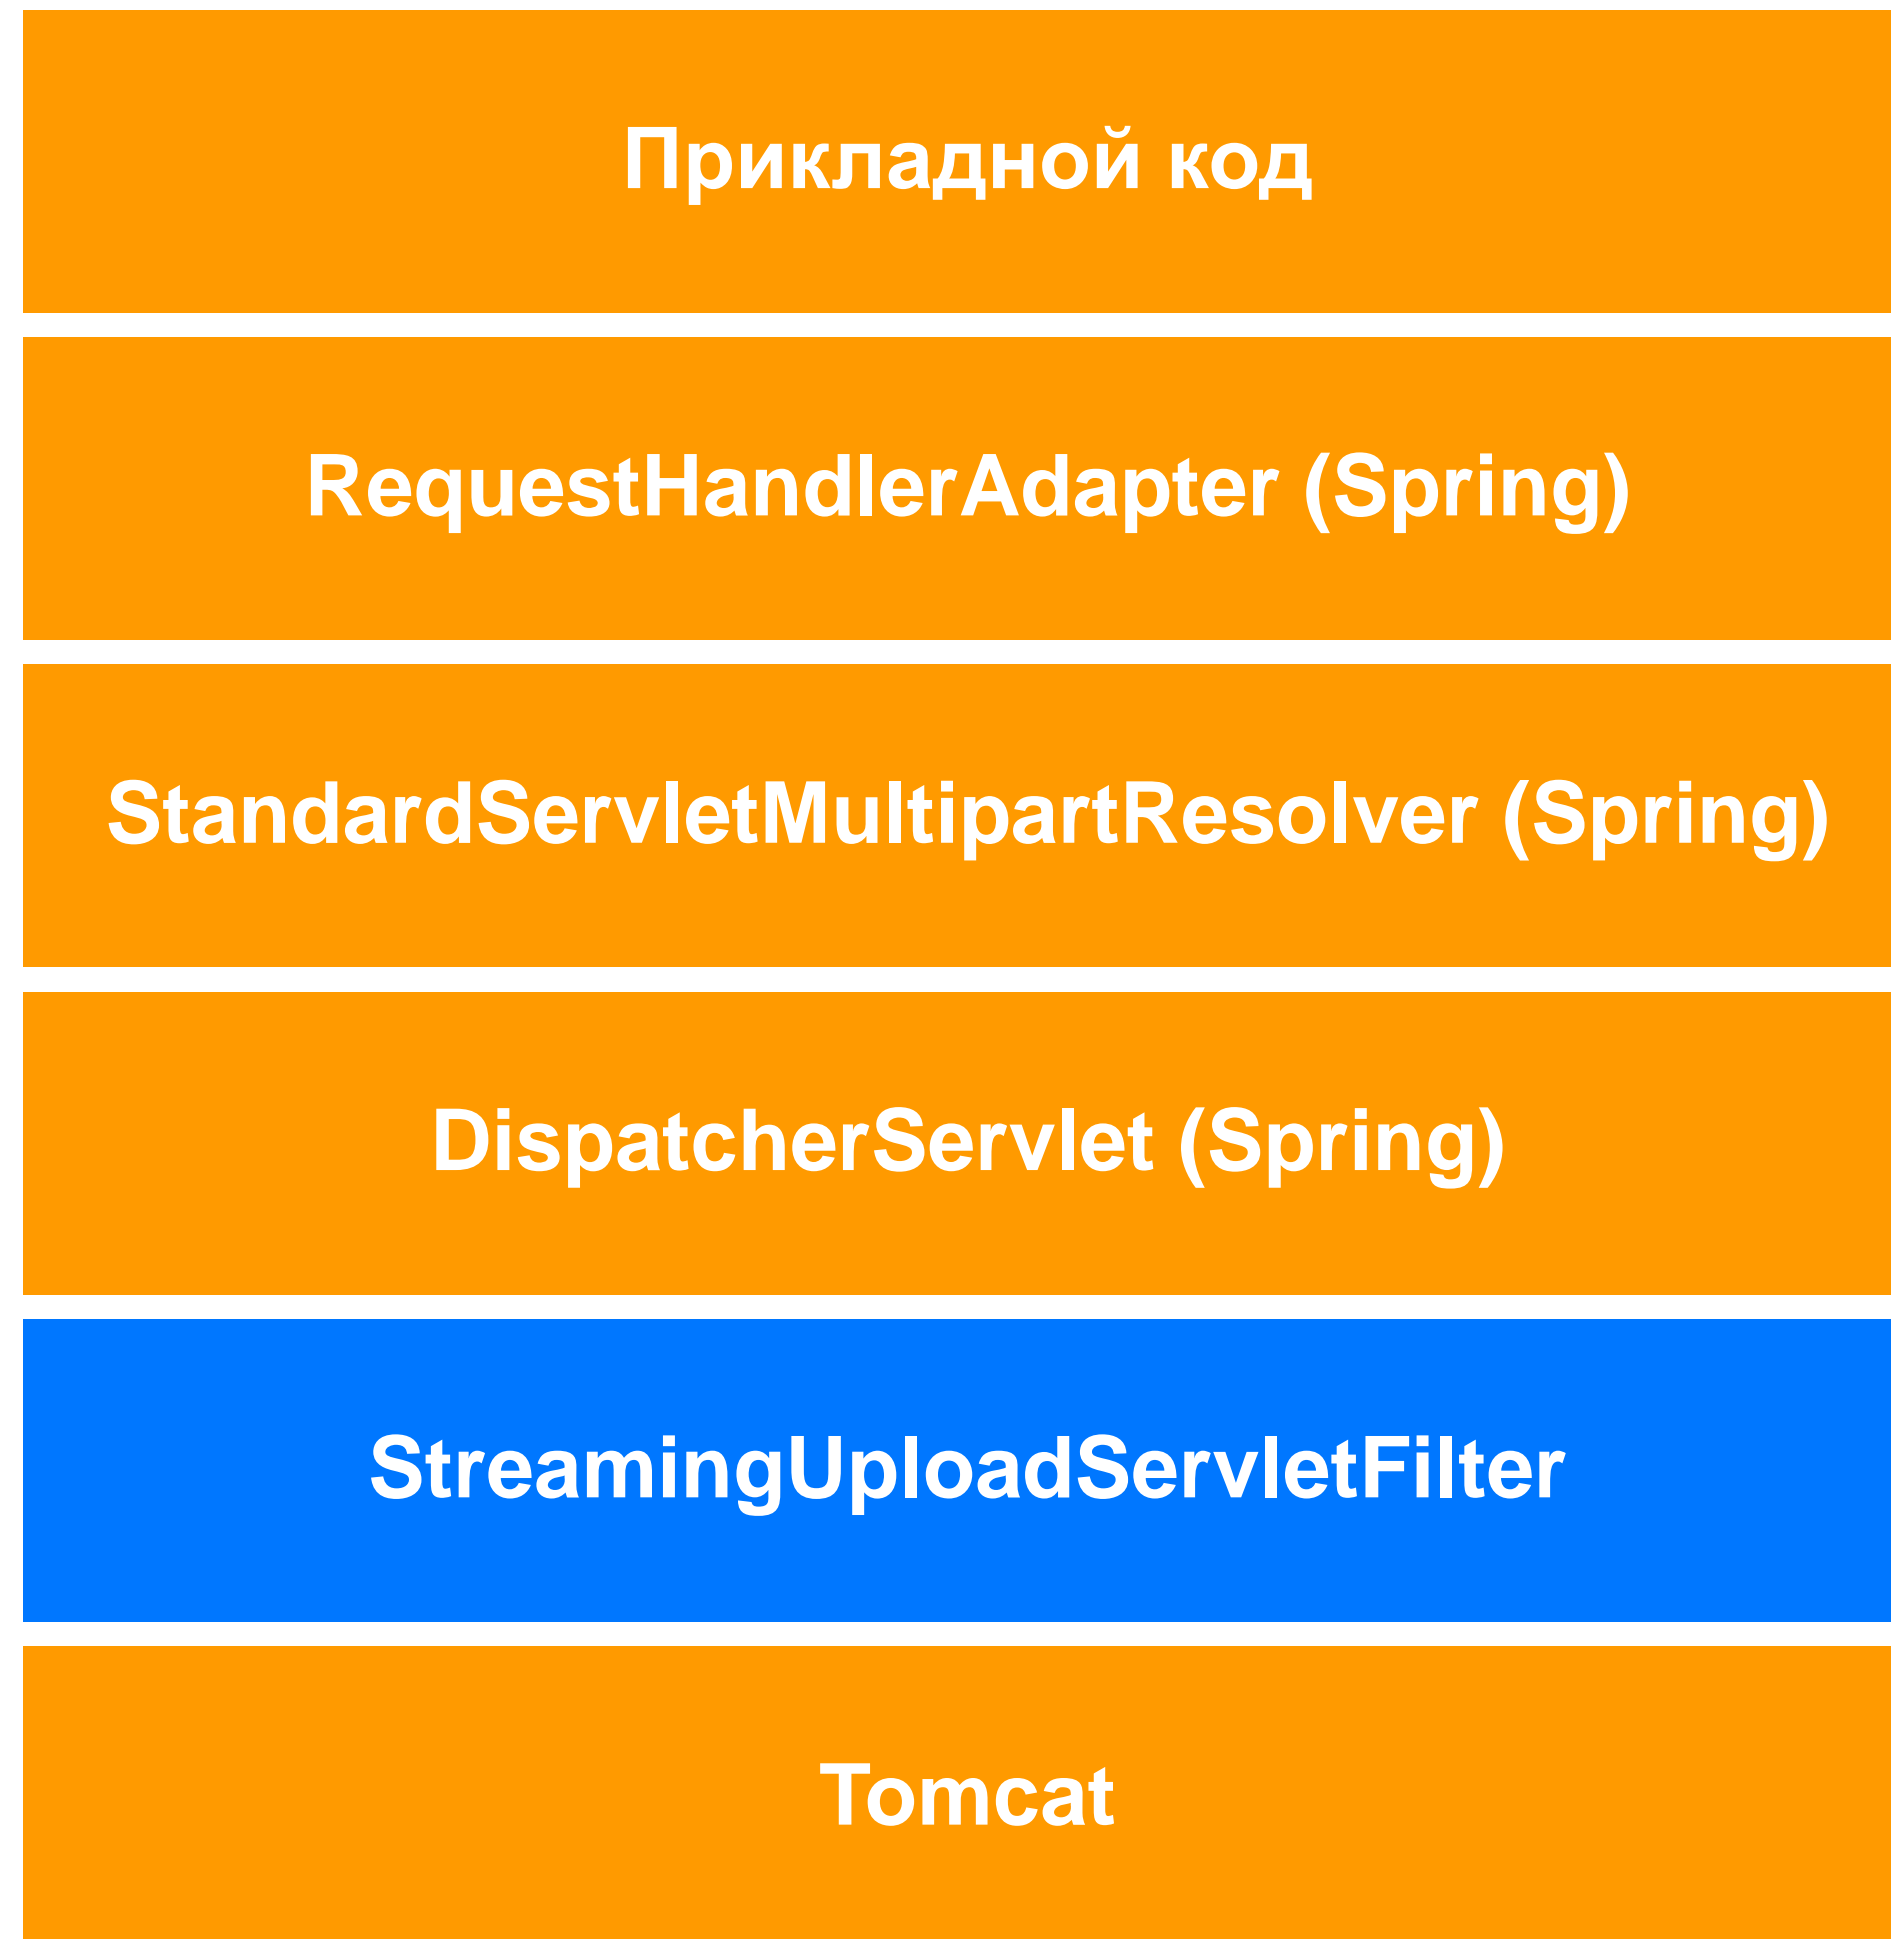 Прикладной код
RequestHandlerAdapter (Spring)
StandardServletMultipartResolver (Spring)
DispatcherServlet (Spring)
StreamingUploadServletFilter
Tomcat